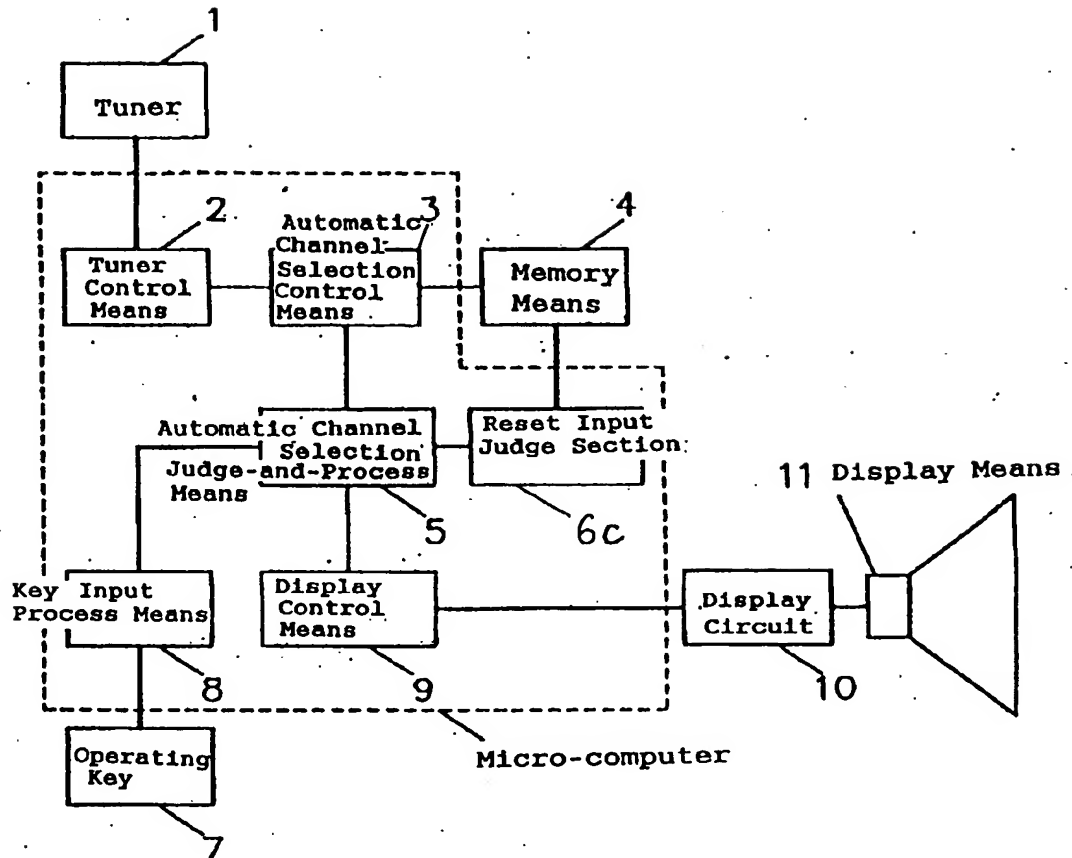 1
Tuner
2
Tuner
Control
Means
Automatic
Channel
Selection
Control
Means
3
4
Memory
Means
Automatic Channel
Selection
Judge-and-Process
Means
5
Reset Input
Judge Section
6c
11 Display Means
Key Input
Process Means
8
Display
Control
Means
9
Display
Circuit
10
Operating
Key
7
Micro-computer